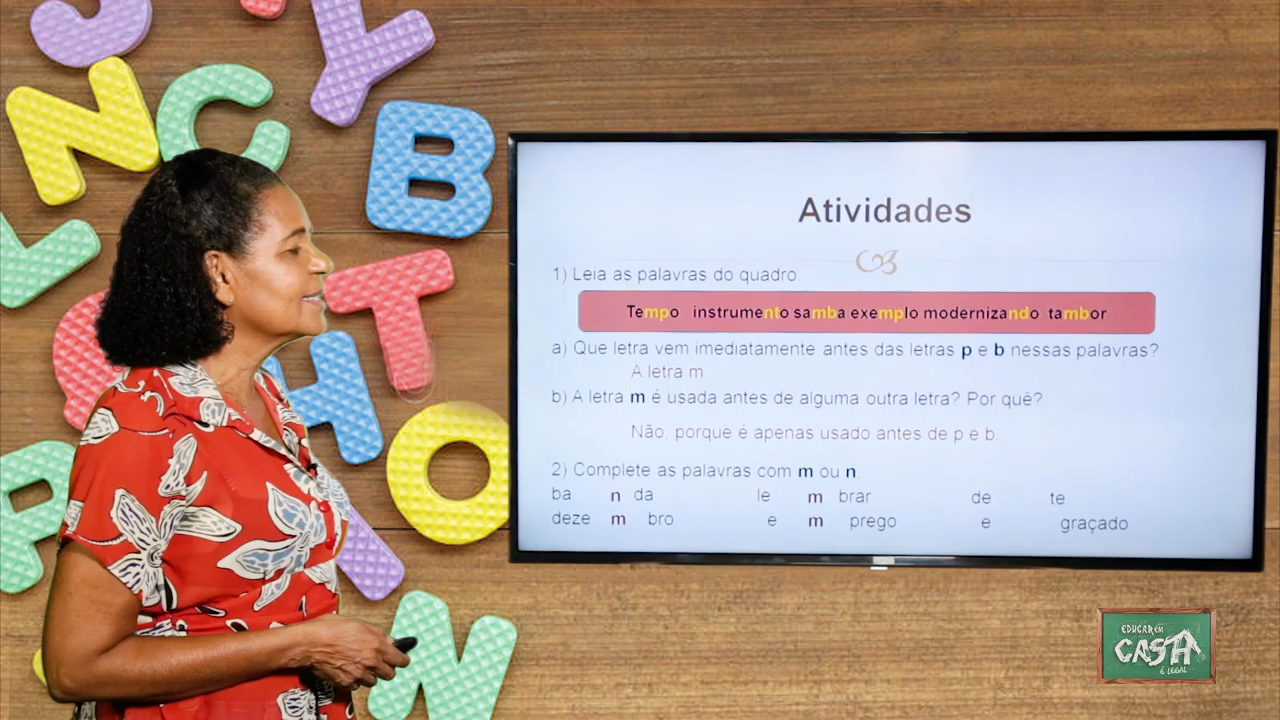 Atividades
1) Leia as palavras do quadro.
Tempo instrumento samba exemplo modernizando tambor
a) Que letra vem imediatamente antes das letras p e b nessas palavras?
A letra m
b) A letra m é usada antes de alguma outra letra? Por quê?
Não, porque é apenas usado antes de p e b.
2) Complete as palavras com m ou n.
ba n da le m brar de te
deze m bro e m prego e graçado
J Y
N C B
L T
H
A O
N
EDUCAR EM
CASA
É LEGAL